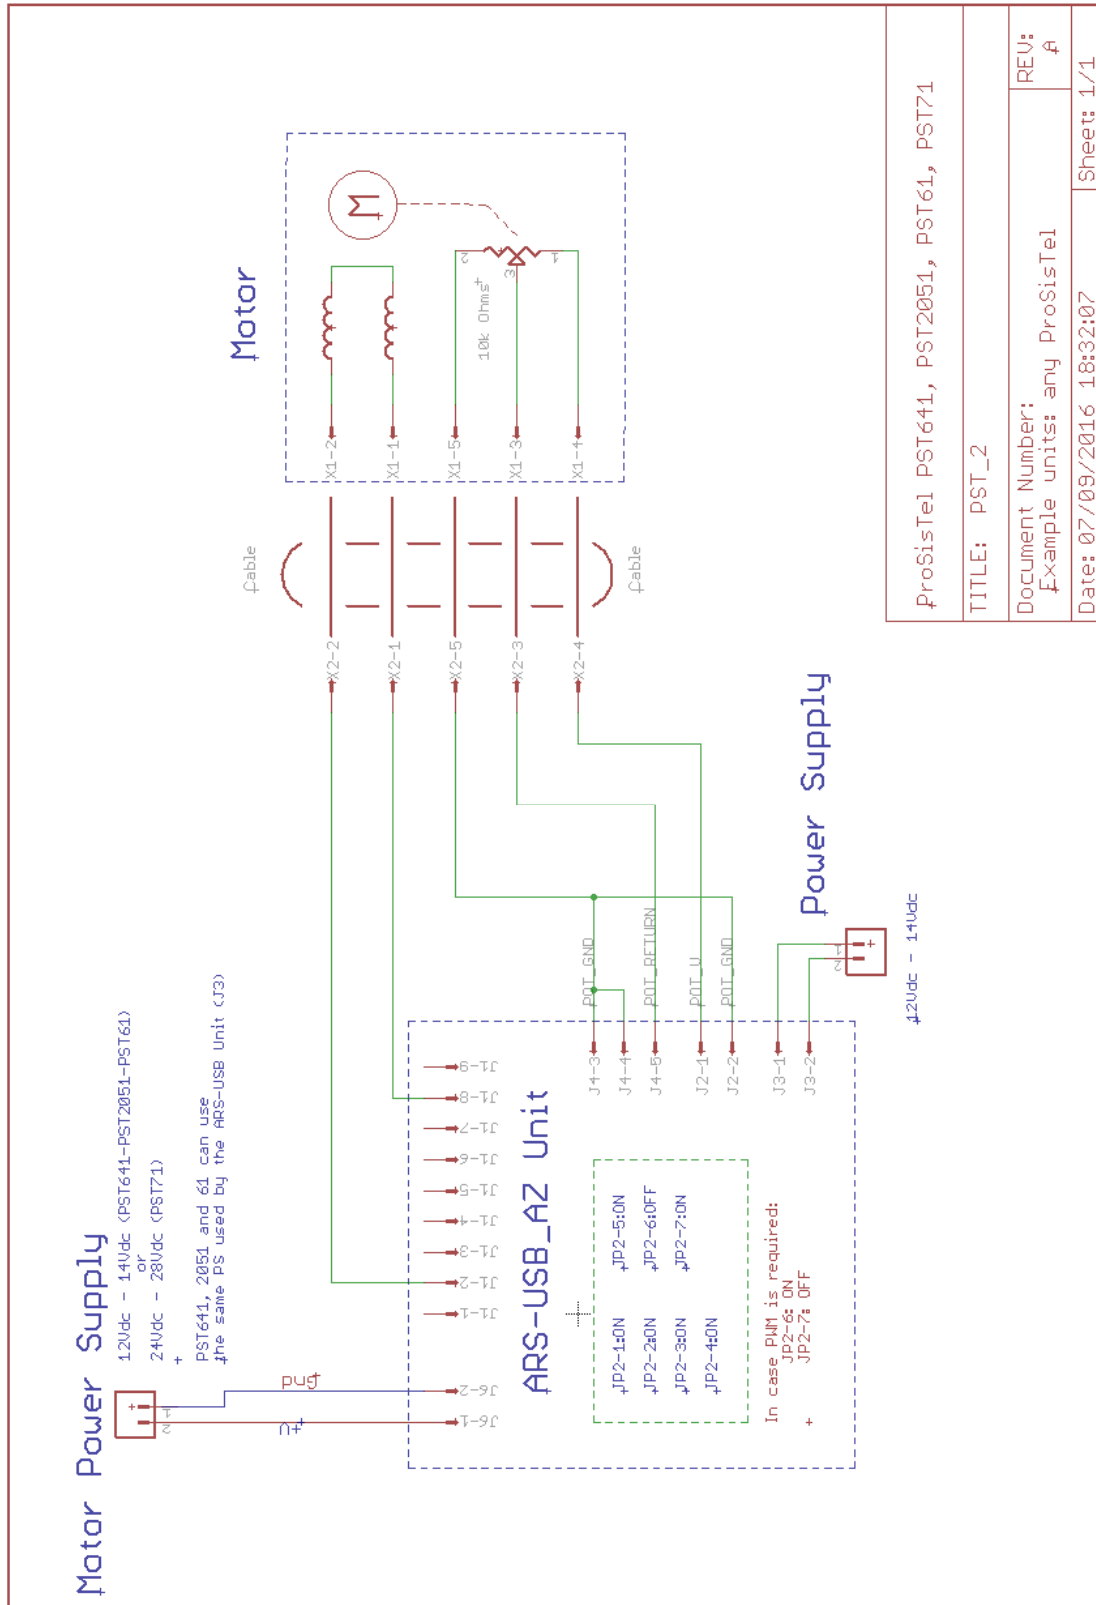 Motor Power Supply
12Vdc - 14Vdc (PST641-PST2051-PST61)
or
24Vdc - 28Vdc (PST71)
PST641, 2051 and 61 can use
the same PS used by the ARS-USB Unit (J3)
1
2
+V
Gnd
J6-1
J6-2
J1-1
J1-2
J1-3
J1-4
J1-5
J1-6
J1-7
J1-8
J1-9
ARS-USB_AZ Unit
JP2-1:ON
JP2-2:ON
JP2-3:ON
JP2-4:ON
JP2-5:ON
JP2-6:OFF
JP2-7:ON
In case PWM is required:
JP2-6: ON
JP2-7: OFF
J4-3
J4-4
J4-5
J2-1
J2-2
J3-1
J3-2
POT_GND
POT_RETURN
POT_V
POT_GND
Power Supply
1
2
12Vdc - 14Vdc
X2-2
X2-1
X2-5
X2-3
X2-4
Cable
Cable
Motor
X1-2
X1-1
X1-5
X1-3
X1-4
M
10k Ohms
2
3
1
ProSisTel PST641, PST2051, PST61, PST71
TITLE: PST_2
Document Number:
Example units: any ProSisTel
REV:
A
Date: 07/09/2016 18:32:07
Sheet: 1/1